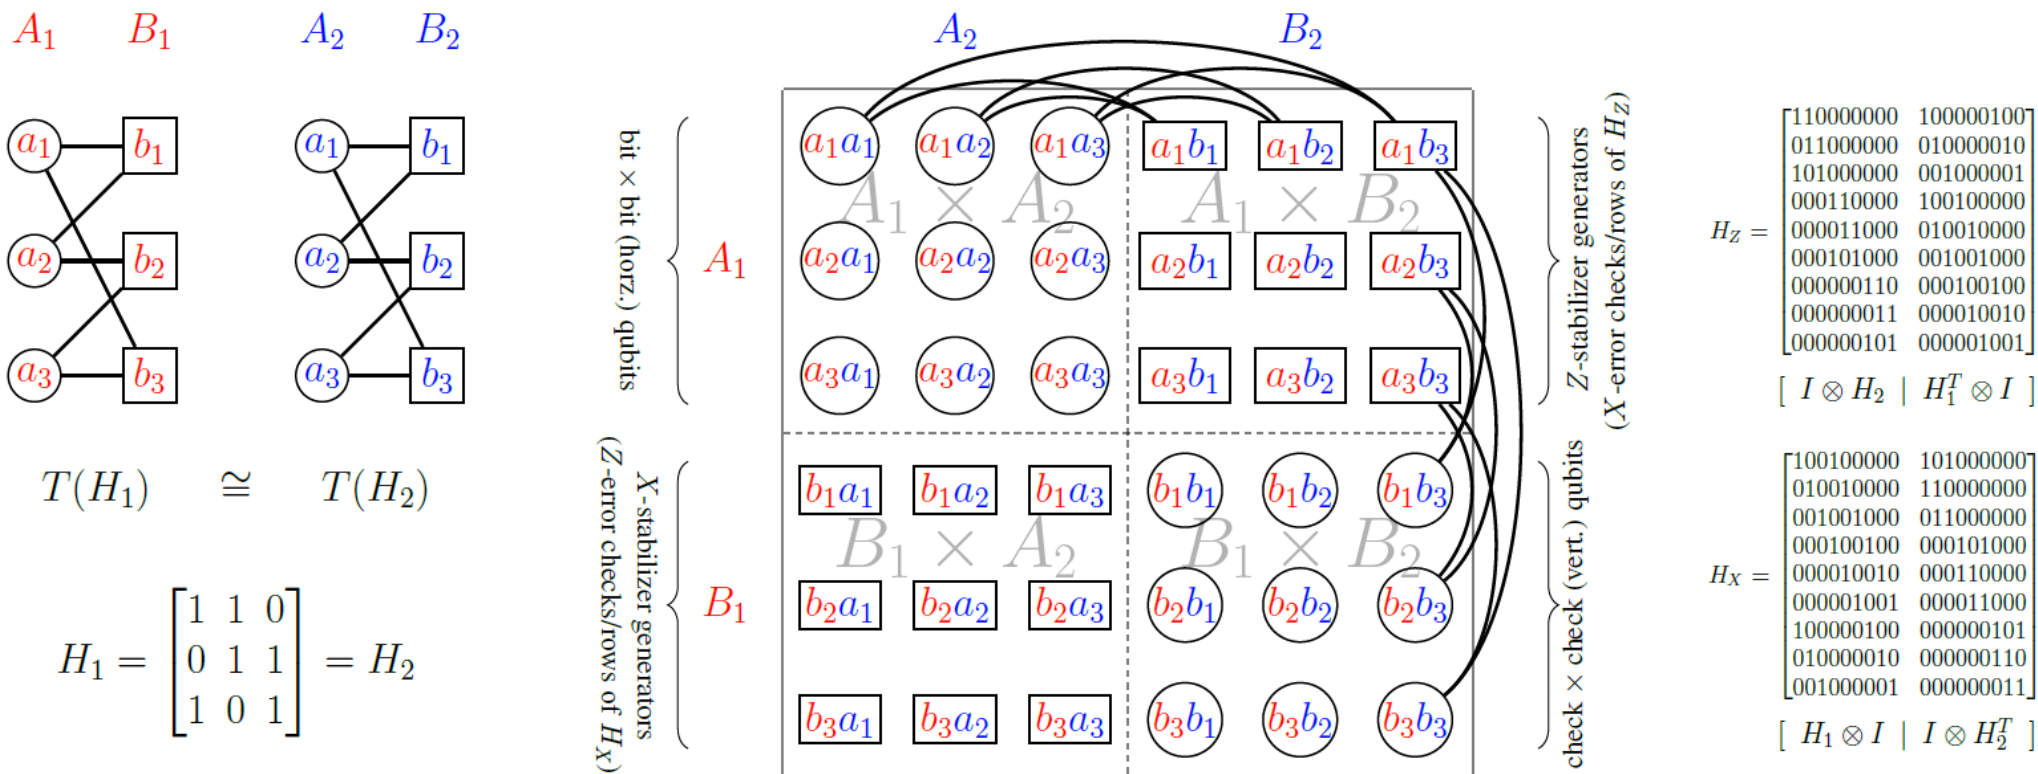 A₁ B₁
a₁ b₁
a₂ b₂
a₃ b₃
A₂ B₂
a₁ b₁
a₂ b₂
a₃ b₃
T(H₁) ≅ T(H₂)
H₁ = [1 1 0
0 1 1
1 0 1] = H₂
A₂ B₂
bit × bit (horz.) qubits
A₁
a₁a₁ a₁a₂ a₁a₃ a₁b₁ a₁b₂ a₁b₃
A₁ × A₂ A₁ × B₂
a₂a₁ a₂a₂ a₂a₃ a₂b₁ a₂b₂ a₂b₃
a₃a₁ a₃a₂ a₃a₃ a₃b₁ a₃b₂ a₃b₃
Z-stabilizer generators
(X-error checks/rows of H_Z)
X-stabilizer generators
(Z-error checks/rows of H_X)
B₁
b₁a₁ b₁a₂ b₁a₃ b₁b₁ b₁b₂ b₁b₃
B₁ × A₂ B₁ × B₂
b₂a₁ b₂a₂ b₂a₃ b₂b₁ b₂b₂ b₂b₃
b₃a₁ b₃a₂ b₃a₃ b₃b₁ b₃b₂ b₃b₃
check × check (vert.) qubits
H_Z =
110000000 100000100
011000000 010000010
101000000 001000001
000110000 100100000
000011000 010010000
000101000 001001000
000000110 000100100
000000011 000010010
000000101 000001001
[ I ⊗ H₂ | H₁ᵀ ⊗ I ]
H_X =
100100000 101000000
010010000 110000000
001001000 011000000
000100100 000101000
000010010 000110000
000001001 000011000
100000100 000000101
010000010 000000110
001000001 000000011
[ H₁ ⊗ I | I ⊗ H₂ᵀ ]